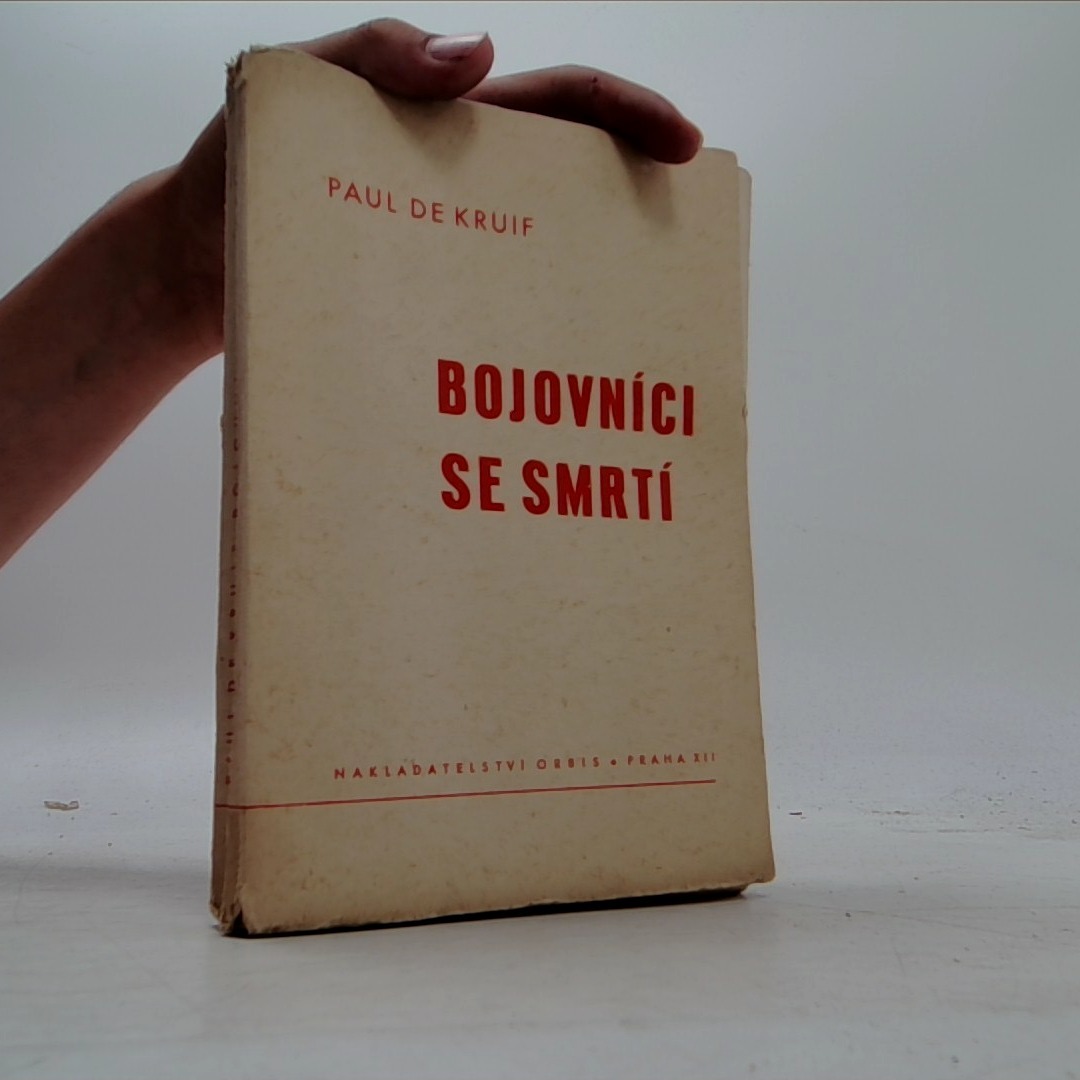 PAUL DE KRUIF
BOJOVNÍCI
SE SMRTÍ
NAKLADATELSTVÍ ORBIS • PRAHA XII